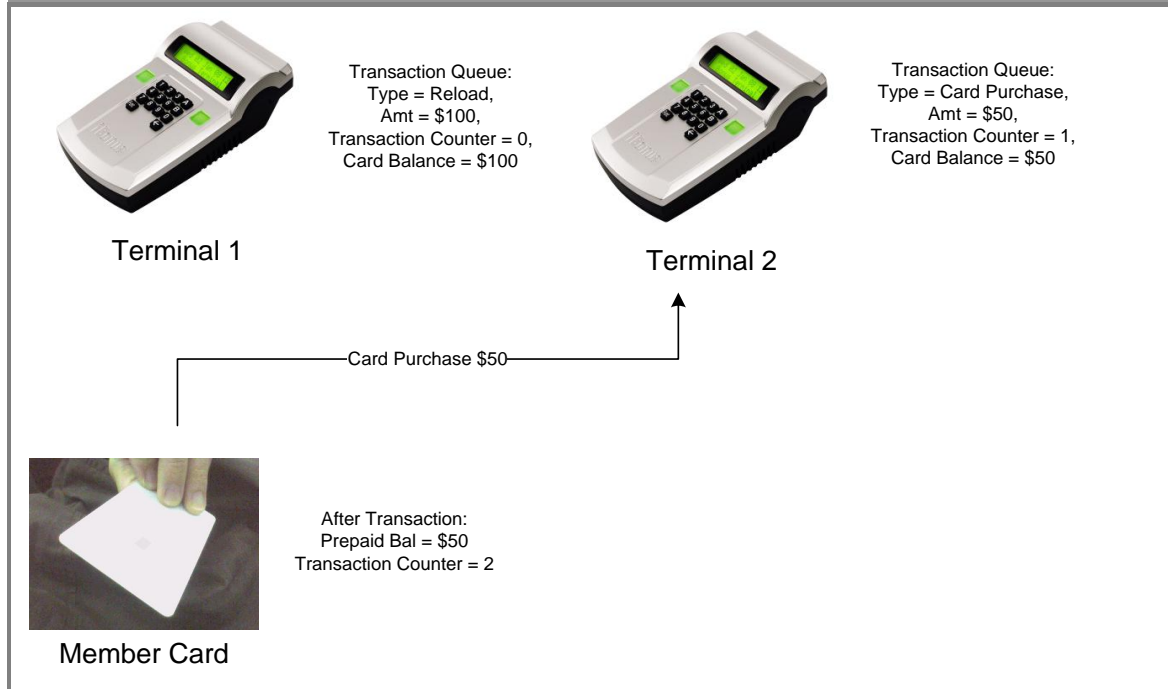 Transaction Queue:
Type = Reload,
Amt = $100,
Transaction Counter = 0,
Card Balance = $100
Terminal 1
Transaction Queue:
Type = Card Purchase,
Amt = $50,
Transaction Counter = 1,
Card Balance = $50
Terminal 2
Card Purchase $50
After Transaction:
Prepaid Bal = $50
Transaction Counter = 2
Member Card